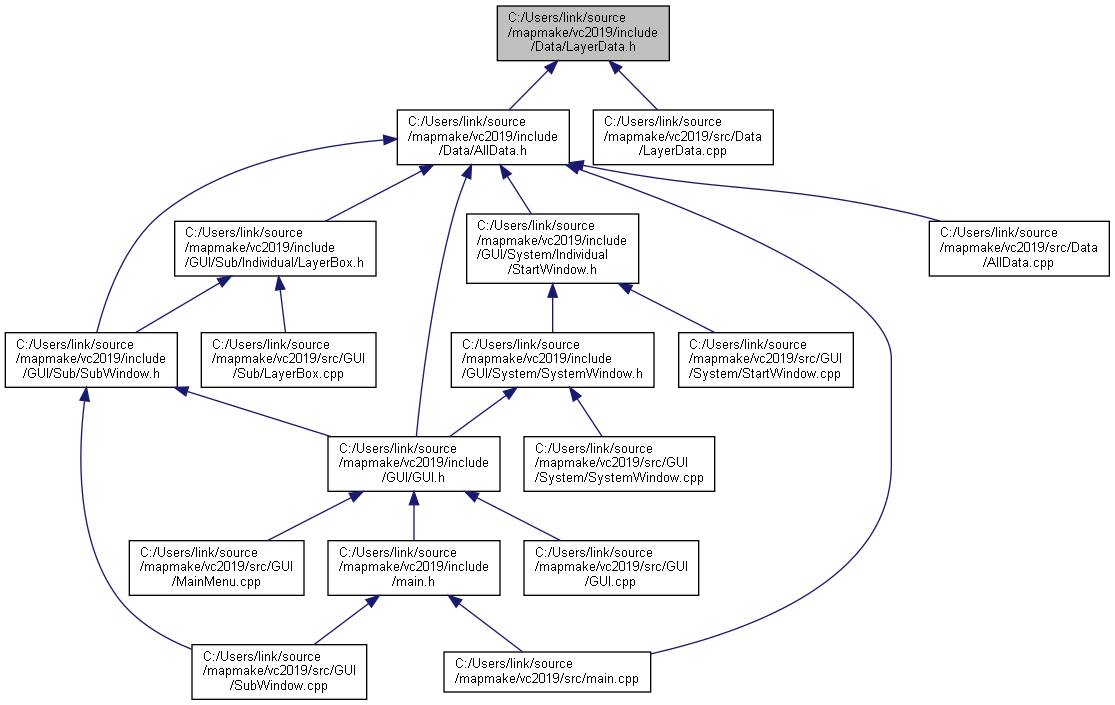 C:/Users/link/source
/mapmake/vc2019/include
/Data/LayerData.h
C:/Users/link/source
/mapmake/vc2019/include
/Data/AllData.h
C:/Users/link/source
/mapmake/vc2019/src/Data
/LayerData.cpp
C:/Users/link/source
/mapmake/vc2019/include
/GUI/Sub/Individual/LayerBox.h
C:/Users/link/source
/mapmake/vc2019/include
/GUI/System/Individual
/StartWindow.h
C:/Users/link/source
/mapmake/vc2019/src/Data
/AllData.cpp
C:/Users/link/source
/mapmake/vc2019/include
/GUI/Sub/SubWindow.h
C:/Users/link/source
/mapmake/vc2019/src/GUI
/Sub/LayerBox.cpp
C:/Users/link/source
/mapmake/vc2019/include
/GUI/System/SystemWindow.h
C:/Users/link/source
/mapmake/vc2019/src/GUI
/System/StartWindow.cpp
C:/Users/link/source
/mapmake/vc2019/include
/GUI/GUI.h
C:/Users/link/source
/mapmake/vc2019/src/GUI
/System/SystemWindow.cpp
C:/Users/link/source
/mapmake/vc2019/src/GUI
/MainMenu.cpp
C:/Users/link/source
/mapmake/vc2019/include
/main.h
C:/Users/link/source
/mapmake/vc2019/src/GUI
/GUI.cpp
C:/Users/link/source
/mapmake/vc2019/src/GUI
/SubWindow.cpp
C:/Users/link/source
/mapmake/vc2019/src/main.cpp